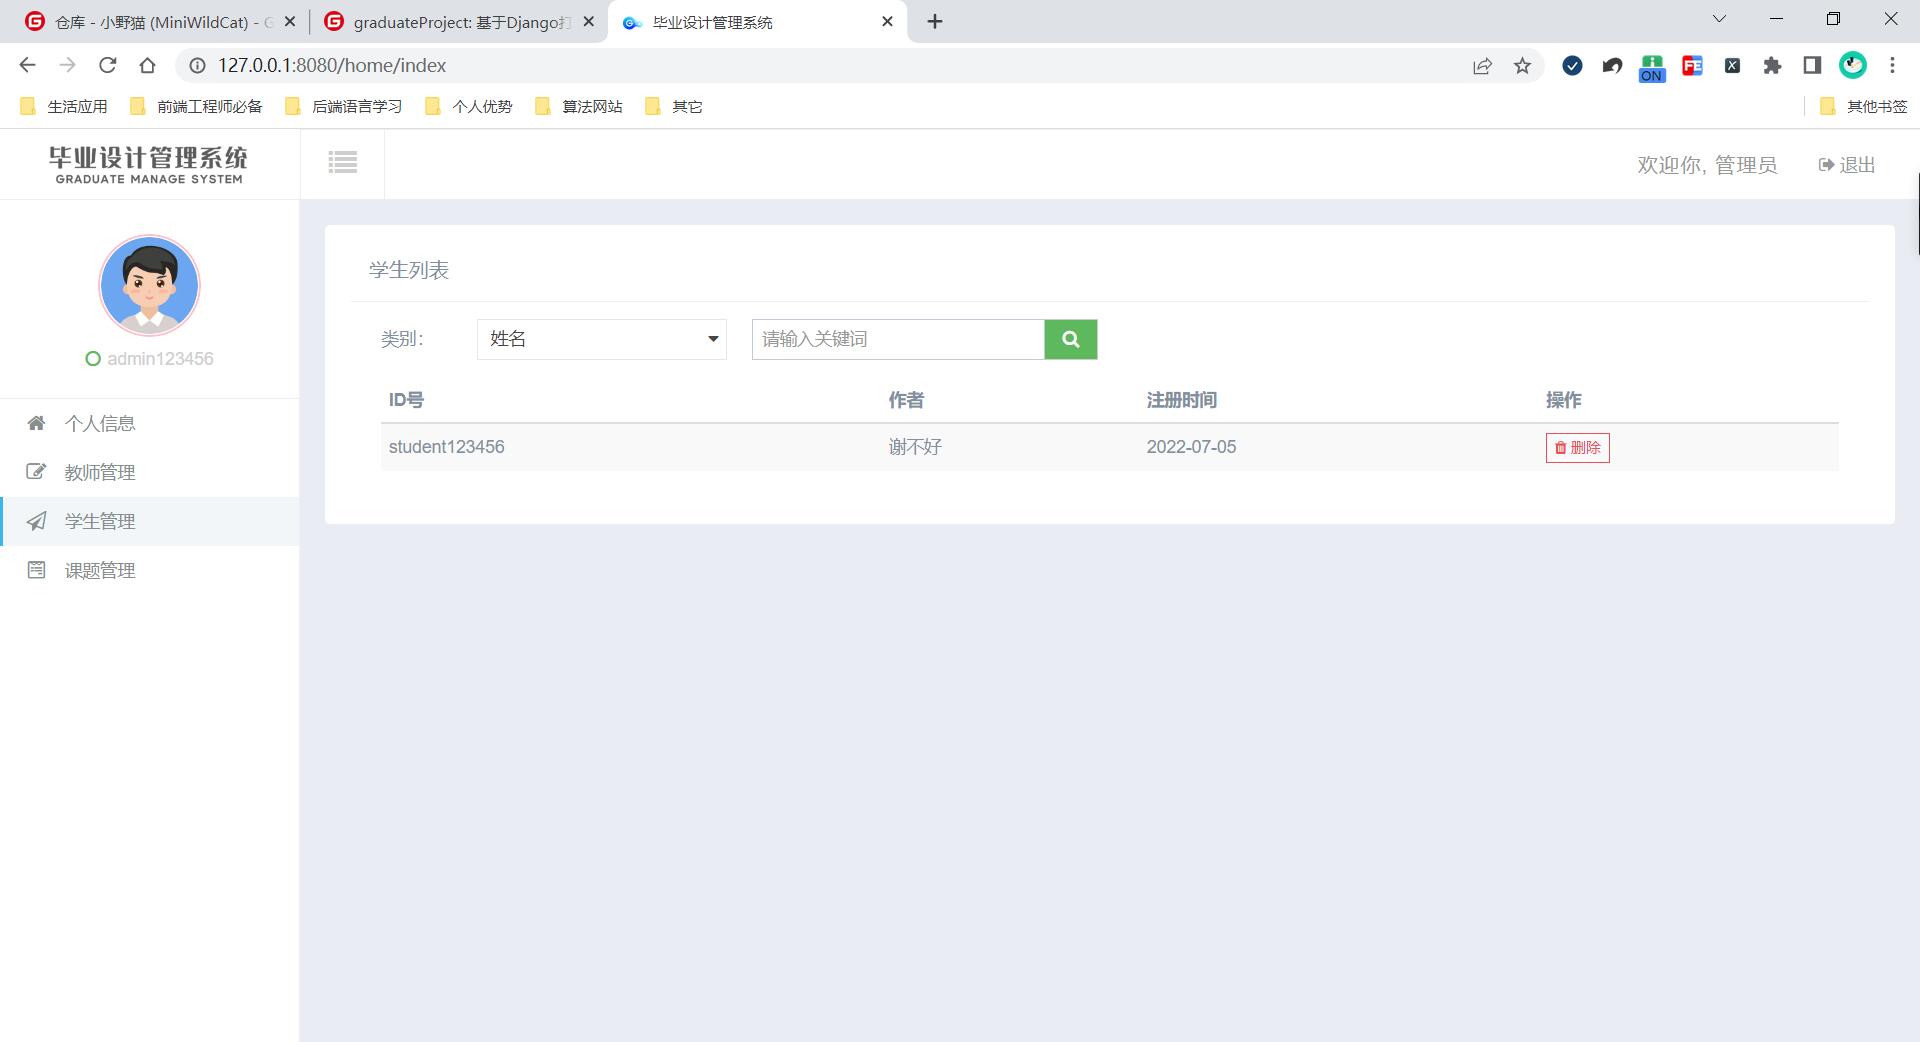 仓库 - 小野猫 (MiniWildCat) - G
graduateProject: 基于Django打
毕业设计管理系统
127.0.0.1:8080/home/index
ON
FE
X
生活应用
前端工程师必备
后端语言学习
个人优势
算法网站
其它
其他书签
毕业设计管理系统
GRADUATE MANAGE SYSTEM
欢迎你, 管理员
退出
admin123456
个人信息
教师管理
学生管理
课题管理
学生列表
类别:
姓名
请输入关键词
ID号 作者 注册时间 操作
student123456 谢不好 2022-07-05 删除